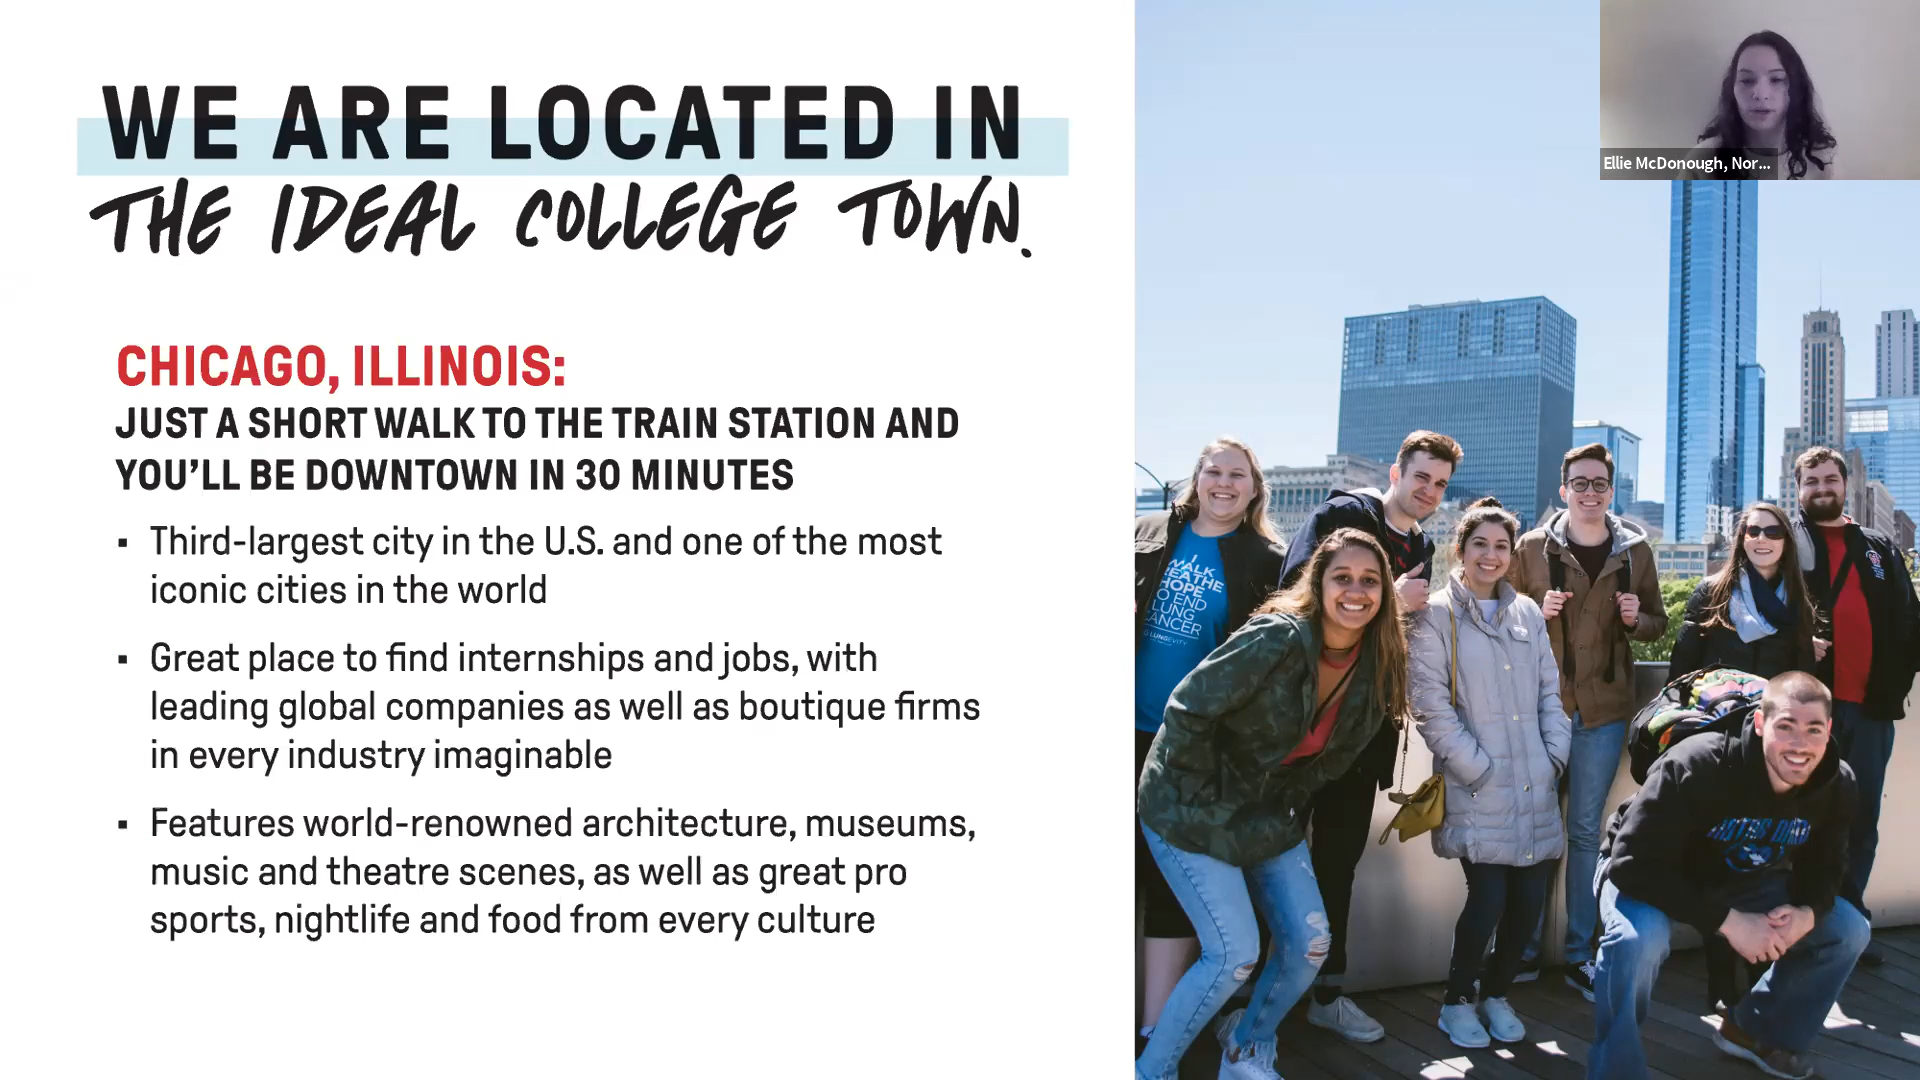 WE ARE LOCATED IN
THE IDEAL COLLEGE TOWN.
CHICAGO, ILLINOIS:
JUST A SHORT WALK TO THE TRAIN STATION AND
YOU'LL BE DOWNTOWN IN 30 MINUTES
▪ Third-largest city in the U.S. and one of the most
iconic cities in the world
▪ Great place to find internships and jobs, with
leading global companies as well as boutique firms
in every industry imaginable
▪ Features world-renowned architecture, museums,
music and theatre scenes, as well as great pro
sports, nightlife and food from every culture
Ellie McDonough, Nor...
I
WALK
BREATHE
HOPE
TO END
LUNG
CANCER
LUNGEVITY